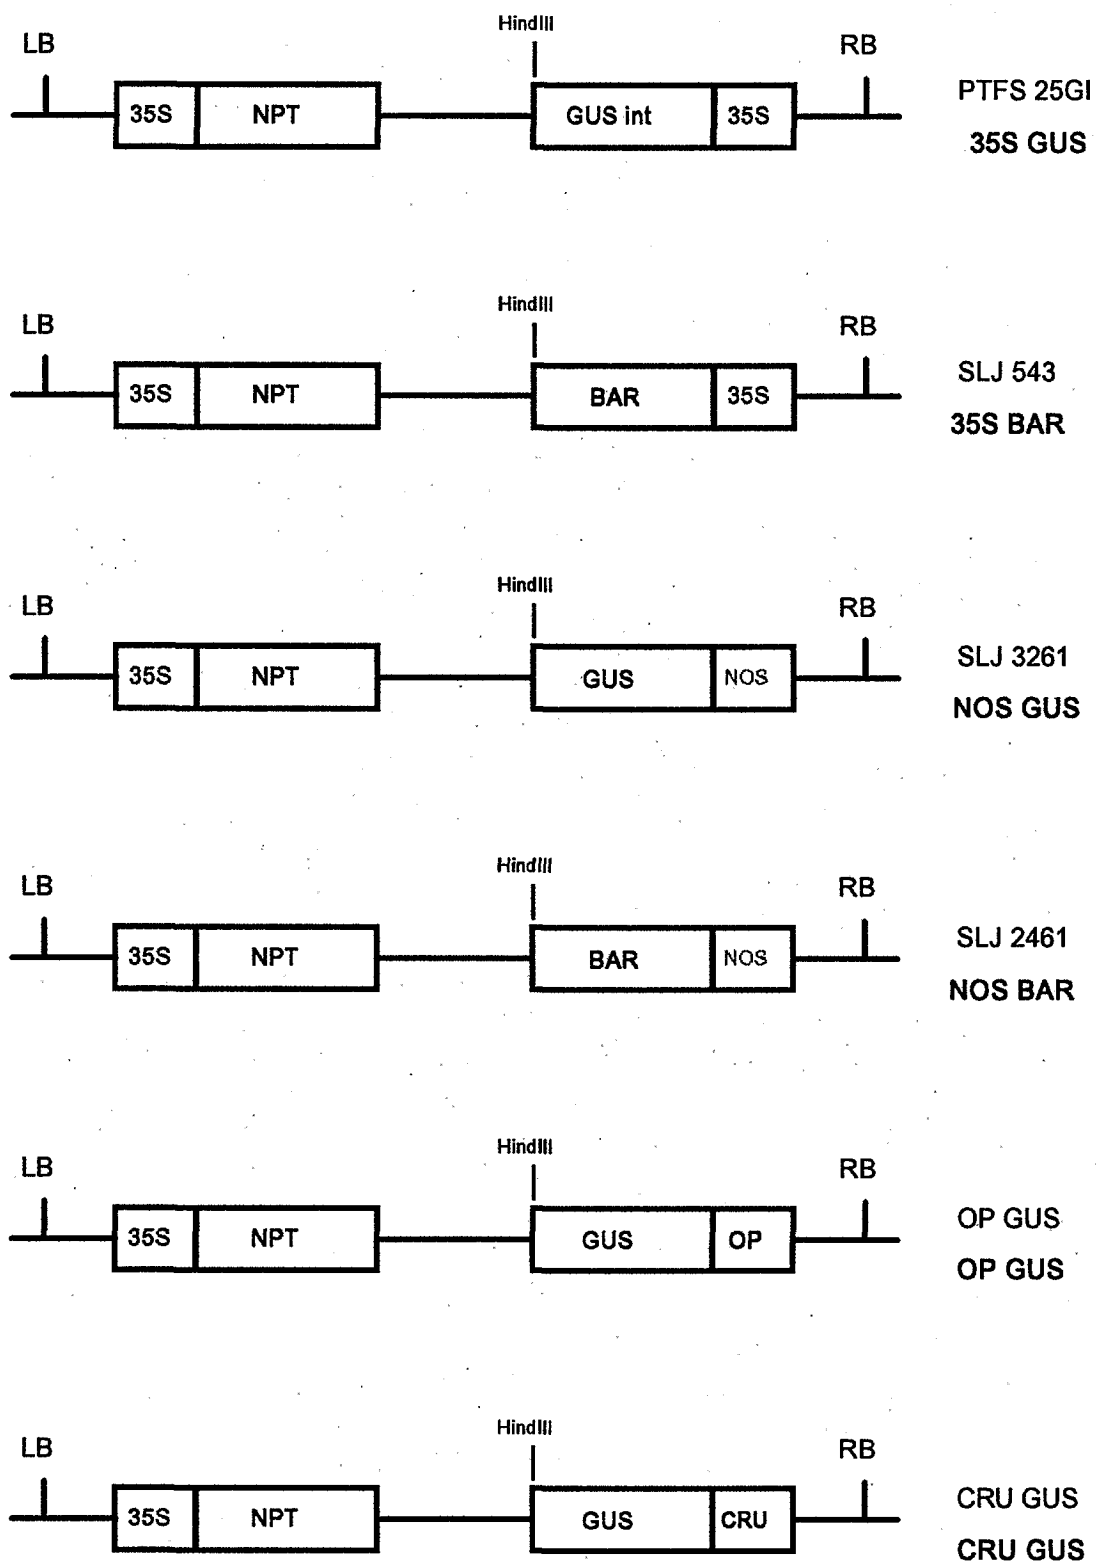 HindIII
LB RB
35S NPT GUS int 35S PTFS 25GI
35S GUS
HindIII
LB RB
35S NPT BAR 35S SLJ 543
35S BAR
HindIII
LB RB
35S NPT GUS NOS SLJ 3261
NOS GUS
HindIII
LB RB
35S NPT BAR NOS SLJ 2461
NOS BAR
HindIII
LB RB
35S NPT GUS OP OP GUS
OP GUS
HindIII
LB RB
35S NPT GUS CRU CRU GUS
CRU GUS